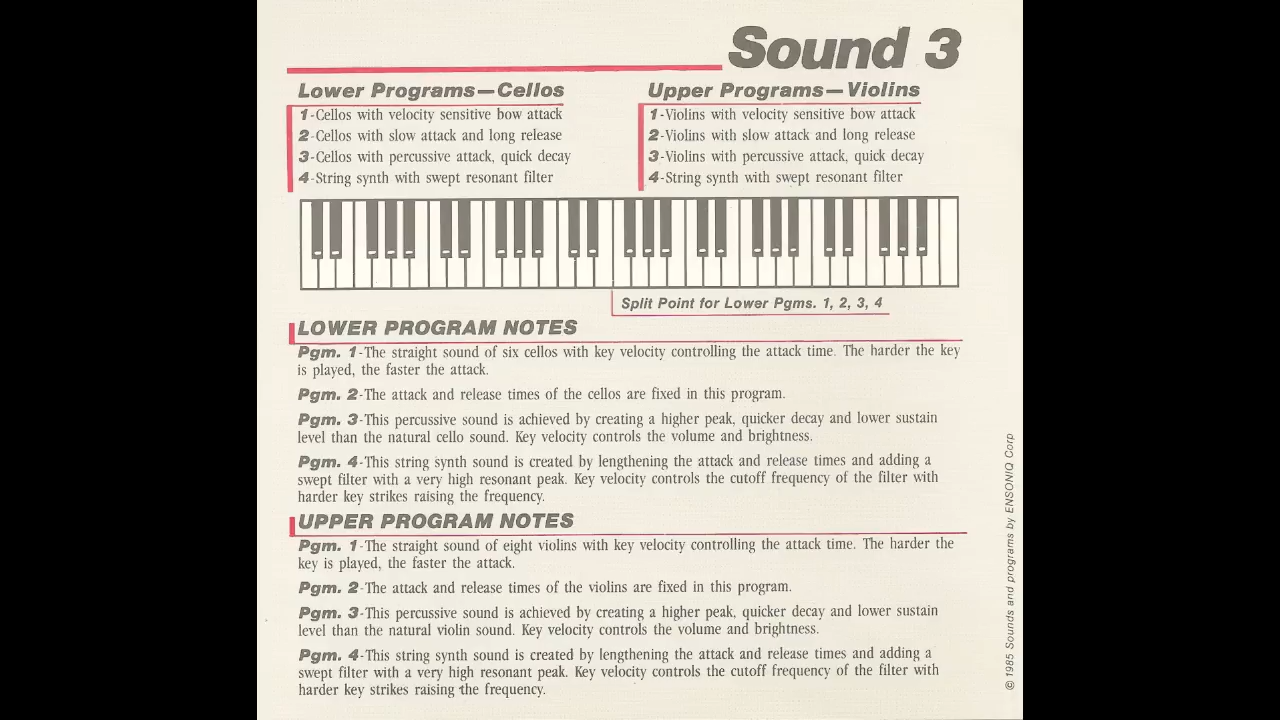 Sound 3
Lower Programs—Cellos
1-Cellos with velocity sensitive bow attack
2-Cellos with slow attack and long release
3-Cellos with percussive attack, quick decay
4-String synth with swept resonant filter
Upper Programs—Violins
1-Violins with velocity sensitive bow attack
2-Violins with slow attack and long release
3-Violins with percussive attack, quick decay
4-String synth with swept resonant filter
Split Point for Lower Pgms. 1, 2, 3, 4
LOWER PROGRAM NOTES
Pgm. 1-The straight sound of six cellos with key velocity controlling the attack time. The harder the key
is played, the faster the attack.
Pgm. 2-The attack and release times of the cellos are fixed in this program.
Pgm. 3-This percussive sound is achieved by creating a higher peak, quicker decay and lower sustain
level than the natural cello sound. Key velocity controls the volume and brightness.
Pgm. 4-This string synth sound is created by lengthening the attack and release times and adding a
swept filter with a very high resonant peak. Key velocity controls the cutoff frequency of the filter with
harder key strikes raising the frequency.
UPPER PROGRAM NOTES
Pgm. 1-The straight sound of eight violins with key velocity controlling the attack time. The harder the
key is played, the faster the attack.
Pgm. 2-The attack and release times of the violins are fixed in this program.
Pgm. 3-This percussive sound is achieved by creating a higher peak, quicker decay and lower sustain
level than the natural violin sound. Key velocity controls the volume and brightness.
Pgm. 4-This string synth sound is created by lengthening the attack and release times and adding a
swept filter with a very high resonant peak. Key velocity controls the cutoff frequency of the filter with
harder key strikes raising the frequency.
© 1985 Sounds and programs by ENSONIQ Corp